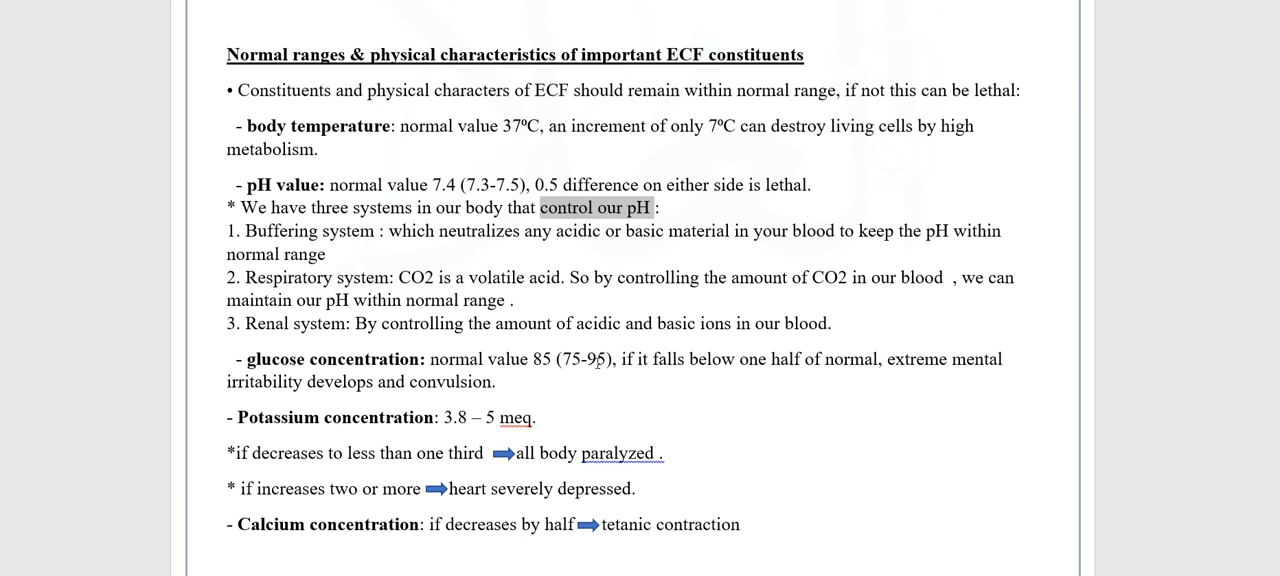 Normal ranges & physical characteristics of important ECF constituents
• Constituents and physical characters of ECF should remain within normal range, if not this can be lethal:
- body temperature: normal value 37ºC, an increment of only 7ºC can destroy living cells by high
metabolism.
- pH value: normal value 7.4 (7.3-7.5), 0.5 difference on either side is lethal.
* We have three systems in our body that control our pH :
1. Buffering system : which neutralizes any acidic or basic material in your blood to keep the pH within
normal range
2. Respiratory system: CO2 is a volatile acid. So by controlling the amount of CO2 in our blood , we can
maintain our pH within normal range .
3. Renal system: By controlling the amount of acidic and basic ions in our blood.
- glucose concentration: normal value 85 (75-95), if it falls below one half of normal, extreme mental
irritability develops and convulsion.
- Potassium concentration: 3.8 – 5 meq.
*if decreases to less than one third ➡all body paralyzed .
* if increases two or more ➡heart severely depressed.
- Calcium concentration: if decreases by half➡tetanic contraction